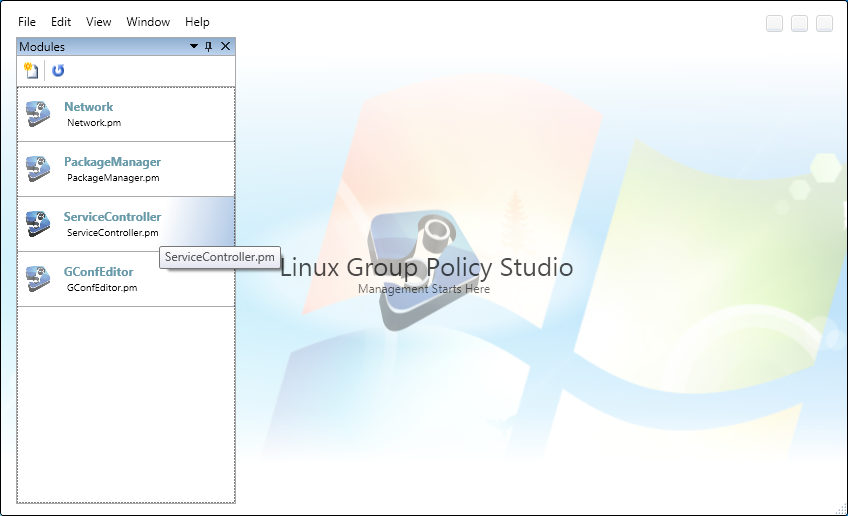 File Edit View Window Help
Modules
Network
Network.pm
PackageManager
PackageManager.pm
ServiceController
ServiceController.pm
ServiceController.pm
GConfEditor
GConfEditor.pm
Linux Group Policy Studio
Management Starts Here